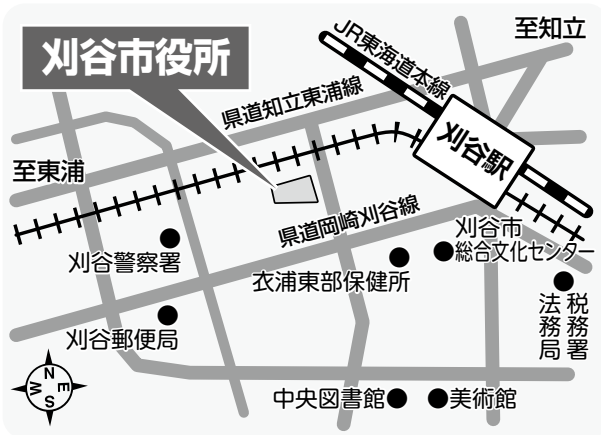 至知立
刈谷市役所
JR東海道本線
県道知立東浦線
刈谷駅
至東浦
県道岡崎刈谷線
刈谷市
総合文化センター
刈谷警察署
衣浦東部保健所
税務署
法務局
刈谷郵便局
N
W
E
S
中央図書館
美術館